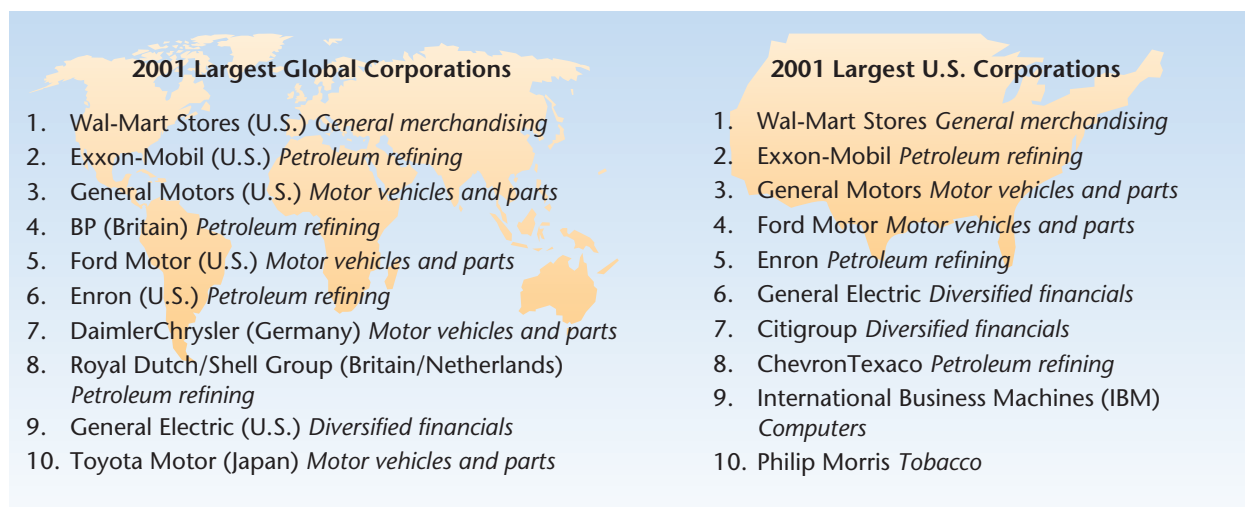 2001 Largest Global Corporations
1. Wal-Mart Stores (U.S.) General merchandising
2. Exxon-Mobil (U.S.) Petroleum refining
3. General Motors (U.S.) Motor vehicles and parts
4. BP (Britain) Petroleum refining
5. Ford Motor (U.S.) Motor vehicles and parts
6. Enron (U.S.) Petroleum refining
7. DaimlerChrysler (Germany) Motor vehicles and parts
8. Royal Dutch/Shell Group (Britain/Netherlands)
Petroleum refining
9. General Electric (U.S.) Diversified financials
10. Toyota Motor (Japan) Motor vehicles and parts
2001 Largest U.S. Corporations
1. Wal-Mart Stores General merchandising
2. Exxon-Mobil Petroleum refining
3. General Motors Motor vehicles and parts
4. Ford Motor Motor vehicles and parts
5. Enron Petroleum refining
6. General Electric Diversified financials
7. Citigroup Diversified financials
8. ChevronTexaco Petroleum refining
9. International Business Machines (IBM)
Computers
10. Philip Morris Tobacco